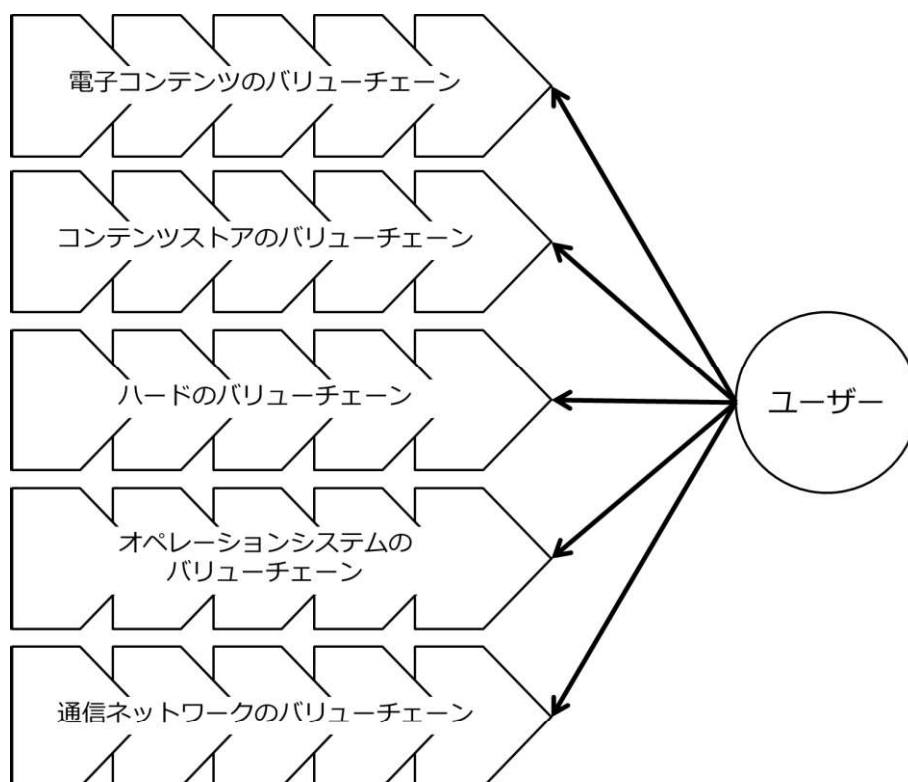 電子コンテンツのバリューチェーン
コンテンツストアのバリューチェーン
ハードのバリューチェーン
ユーザー
オペレーションシステムの
バリューチェーン
通信ネットワークのバリューチェーン